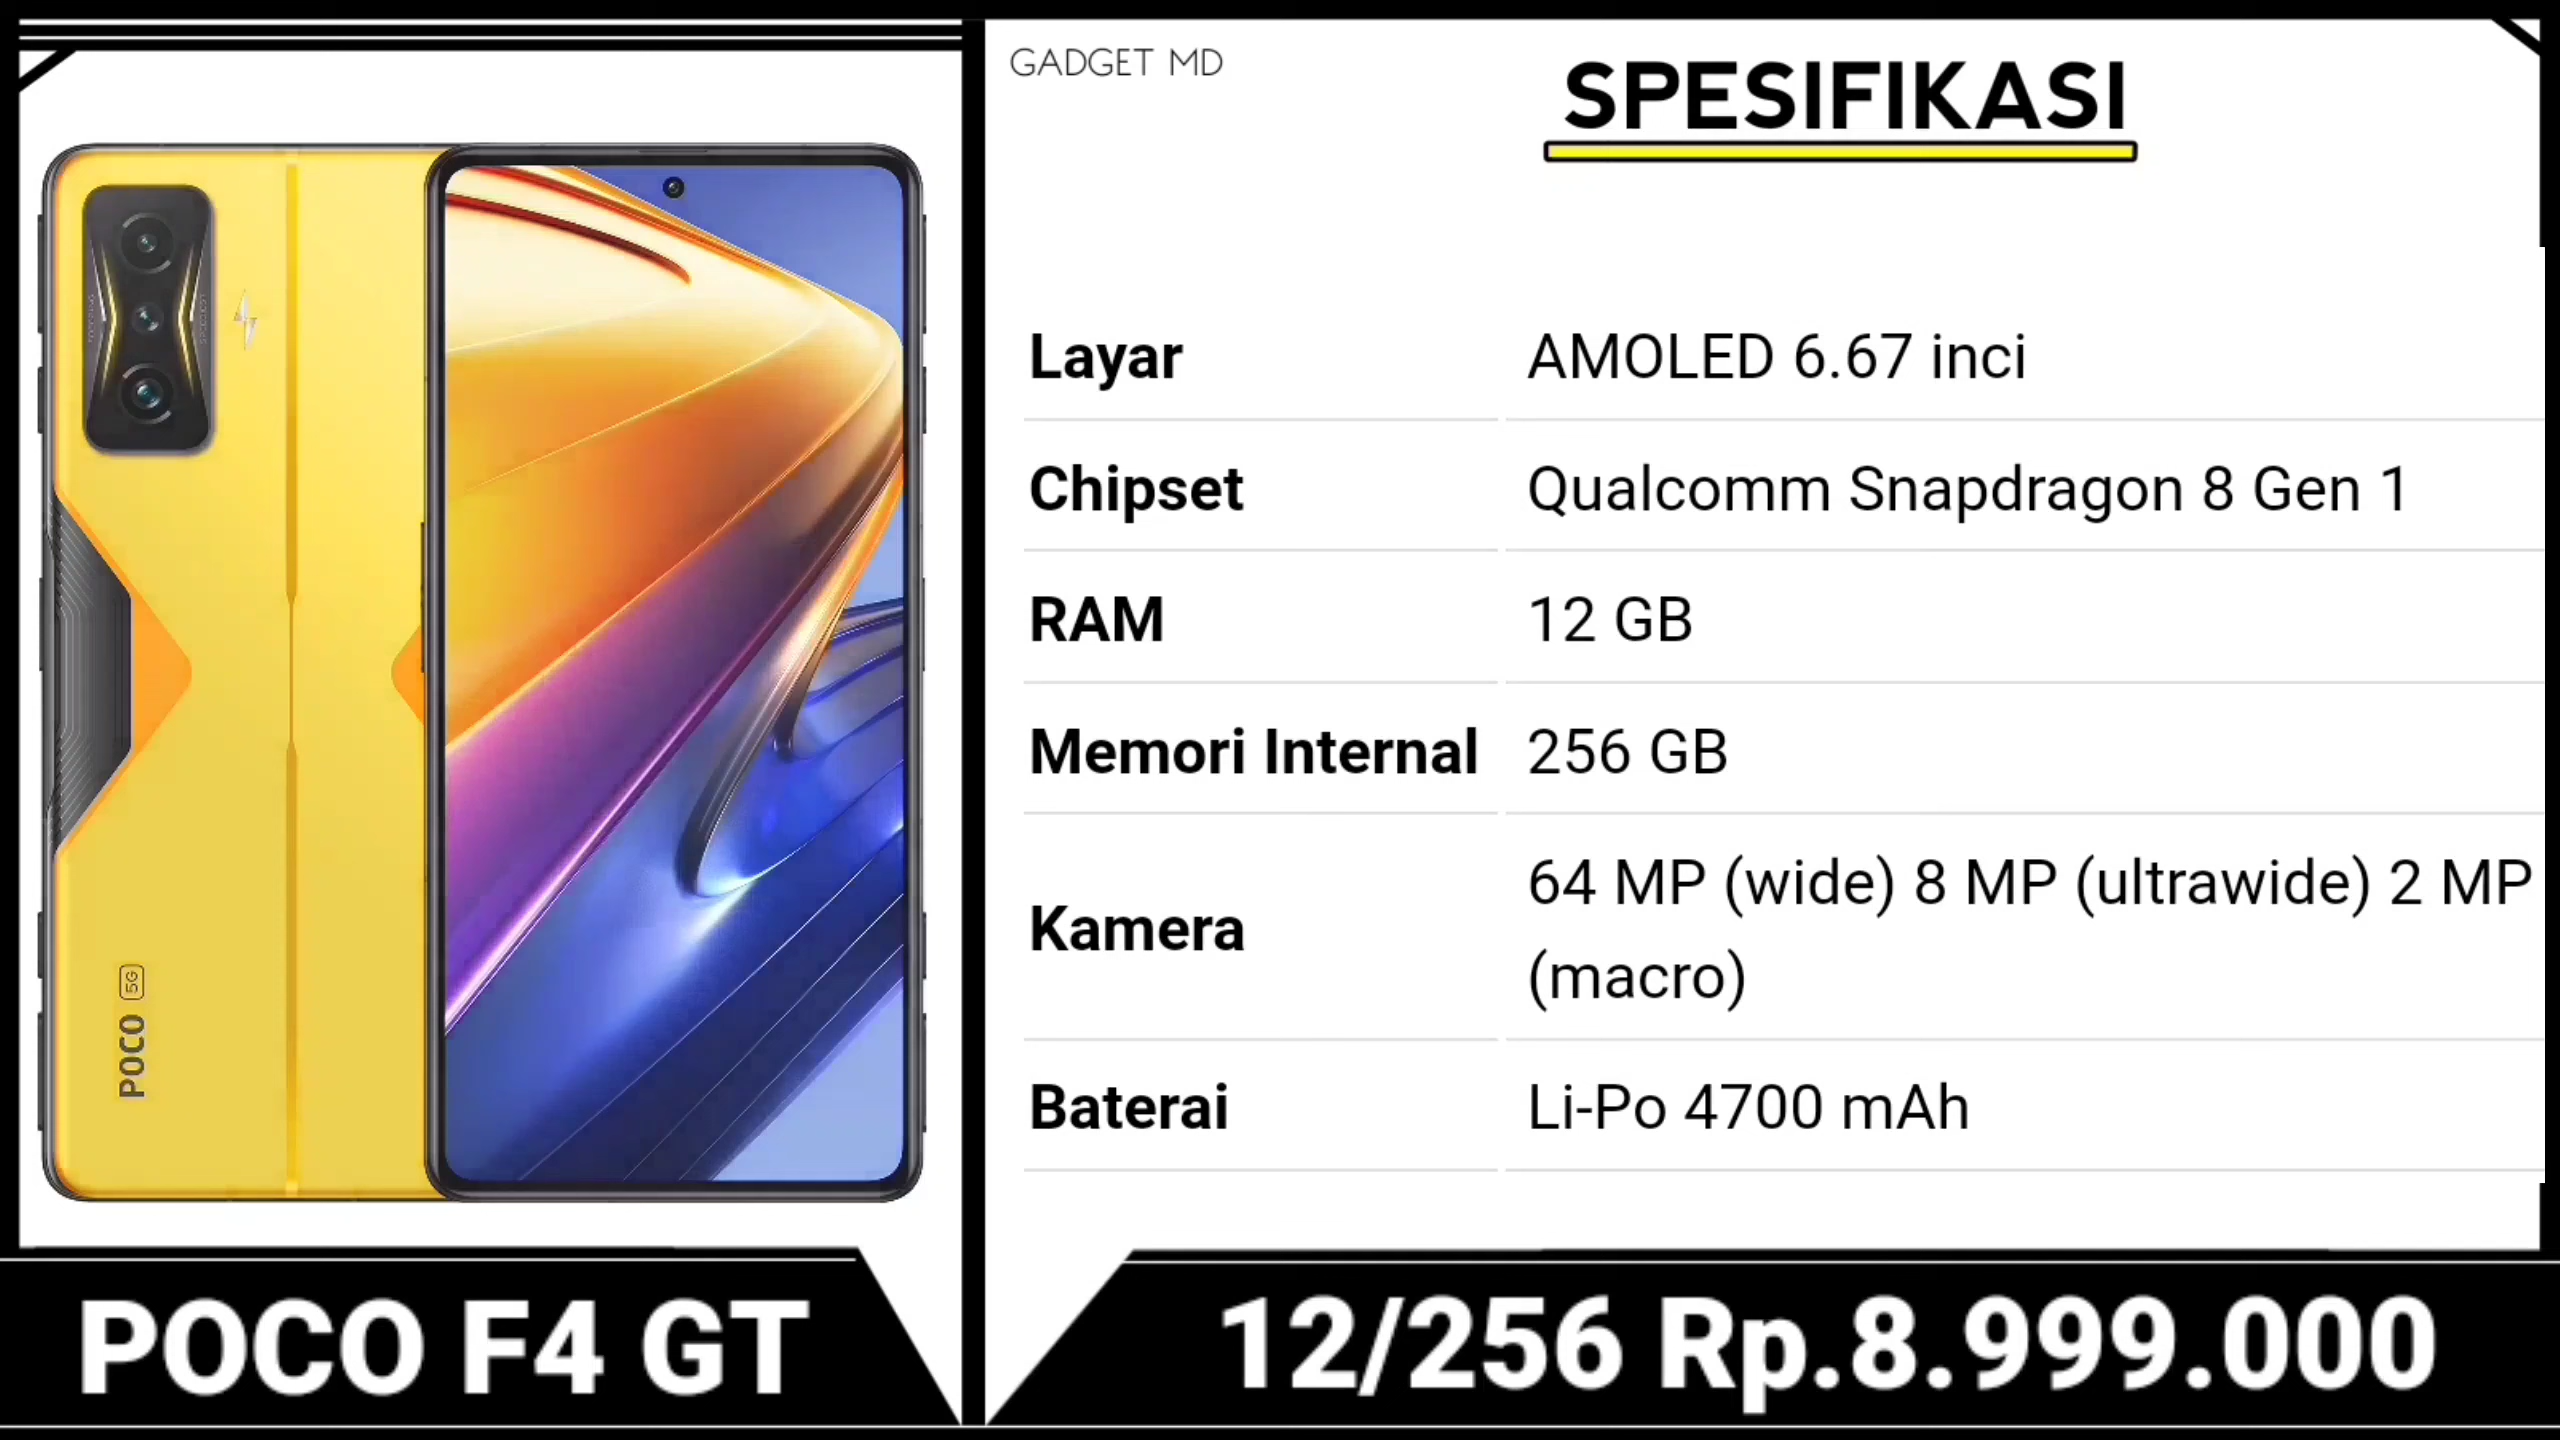 GADGET MD
SPESIFIKASI
Layar AMOLED 6.67 inci
Chipset Qualcomm Snapdragon 8 Gen 1
RAM 12 GB
Memori Internal 256 GB
Kamera 64 MP (wide) 8 MP (ultrawide) 2 MP
(macro)
Baterai Li-Po 4700 mAh
POCO 5G
POCO F4 GT
12/256 Rp.8.999.000